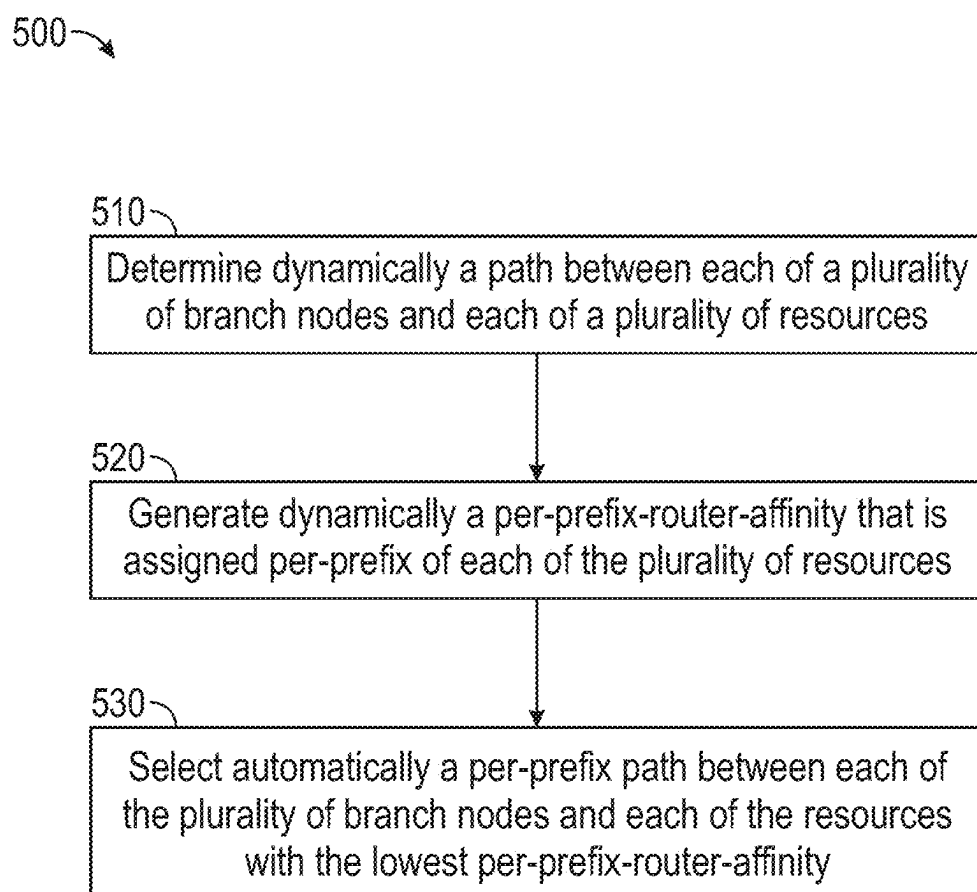 500
510
Determine dynamically a path between each of a plurality
of branch nodes and each of a plurality of resources
520
Generate dynamically a per-prefix-router-affinity that is
assigned per-prefix of each of the plurality of resources
530
Select automatically a per-prefix path between each of
the plurality of branch nodes and each of the resources
with the lowest per-prefix-router-affinity